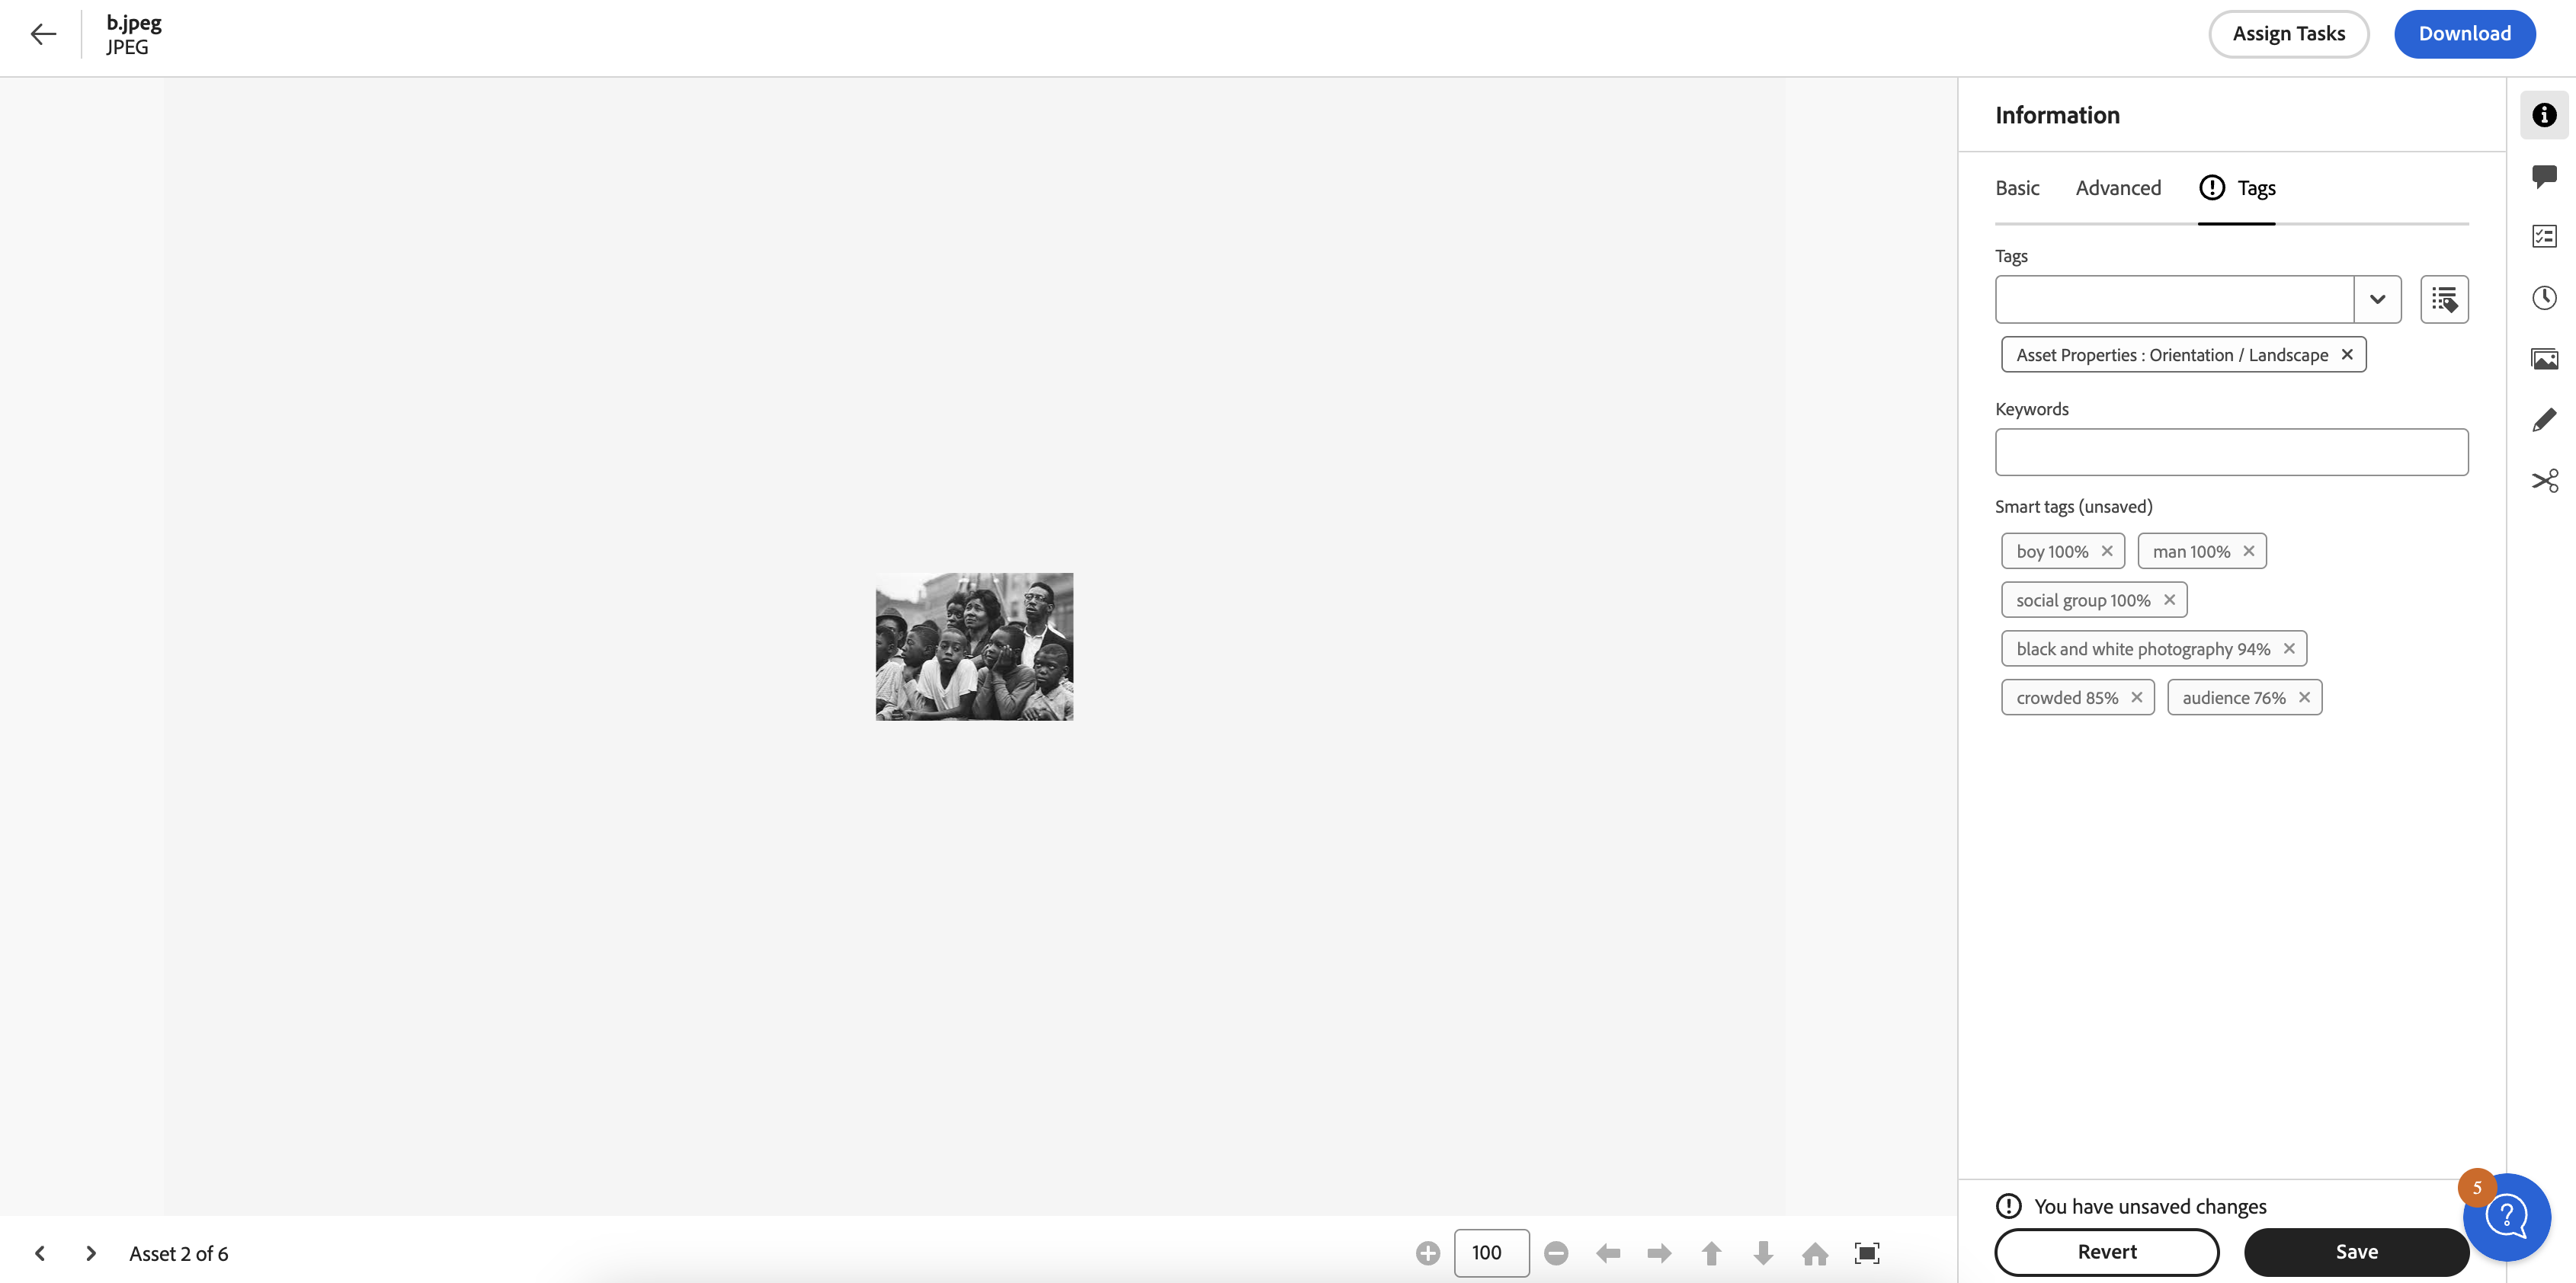 b.jpeg
JPEG
Assign Tasks
Download
Information
Basic Advanced Tags
Tags
Asset Properties : Orientation / Landscape
Keywords
Smart tags (unsaved)
boy 100% man 100%
social group 100%
black and white photography 94%
crowded 85% audience 76%
5
You have unsaved changes
Asset 2 of 6
100
Revert
Save